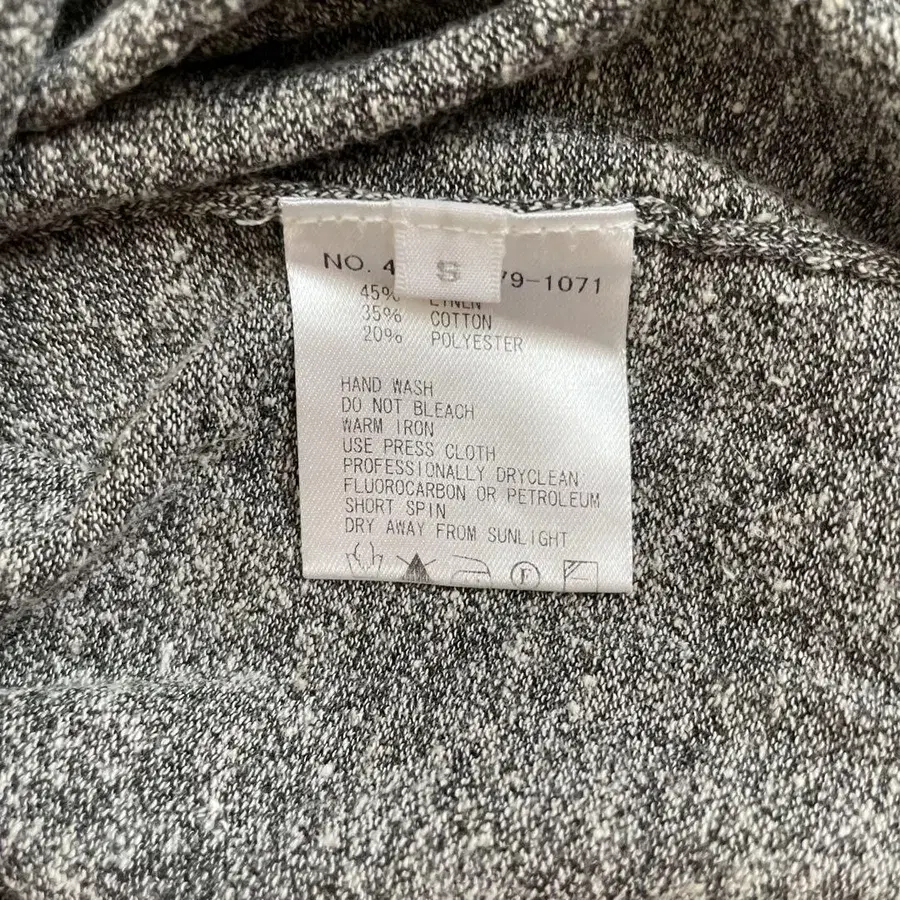 S
NO. 4 79-1071
45% LINEN
35% COTTON
20% POLYESTER
HAND WASH
DO NOT BLEACH
WARM IRON
USE PRESS CLOTH
PROFESSIONALLY DRYCLEAN
FLUOROCARBON OR PETROLEUM
SHORT SPIN
DRY AWAY FROM SUNLIGHT
F